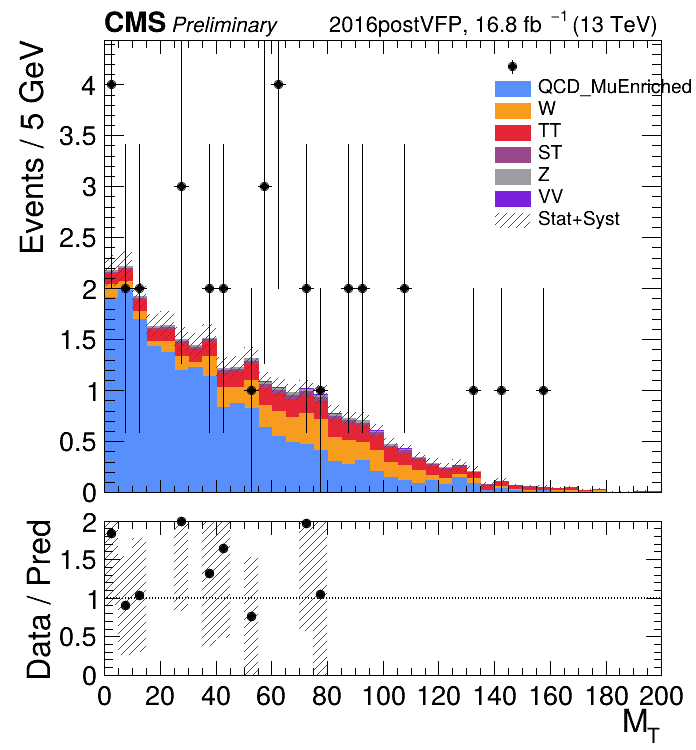 CMS Preliminary 2016postVFP, 16.8 fb ⁻¹ (13 TeV)
Events / 5 GeV
4
3.5
3
2.5
2
1.5
1
0.5
0
QCD_MuEnriched
W
TT
ST
Z
VV
Stat+Syst
Data / Pred
2
1.5
1
0.5
0
0 20 40 60 80 100 120 140 160 180 200
M_T